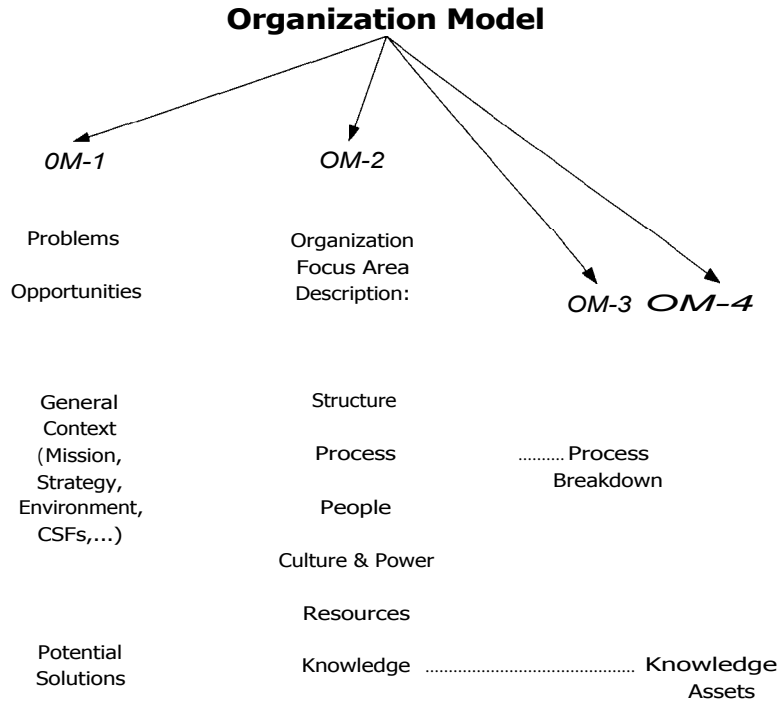 Organization Model
0M-1
OM-2
Problems
Opportunities
Organization
Focus Area
Description:
OM-3
OM-4
General
Context
(Mission,
Strategy,
Environment,
CSFs,...)
Structure
Process
People
Culture & Power
Resources
Knowledge
.......... Process
Breakdown
Potential
Solutions
...................................................... Knowledge
Assets